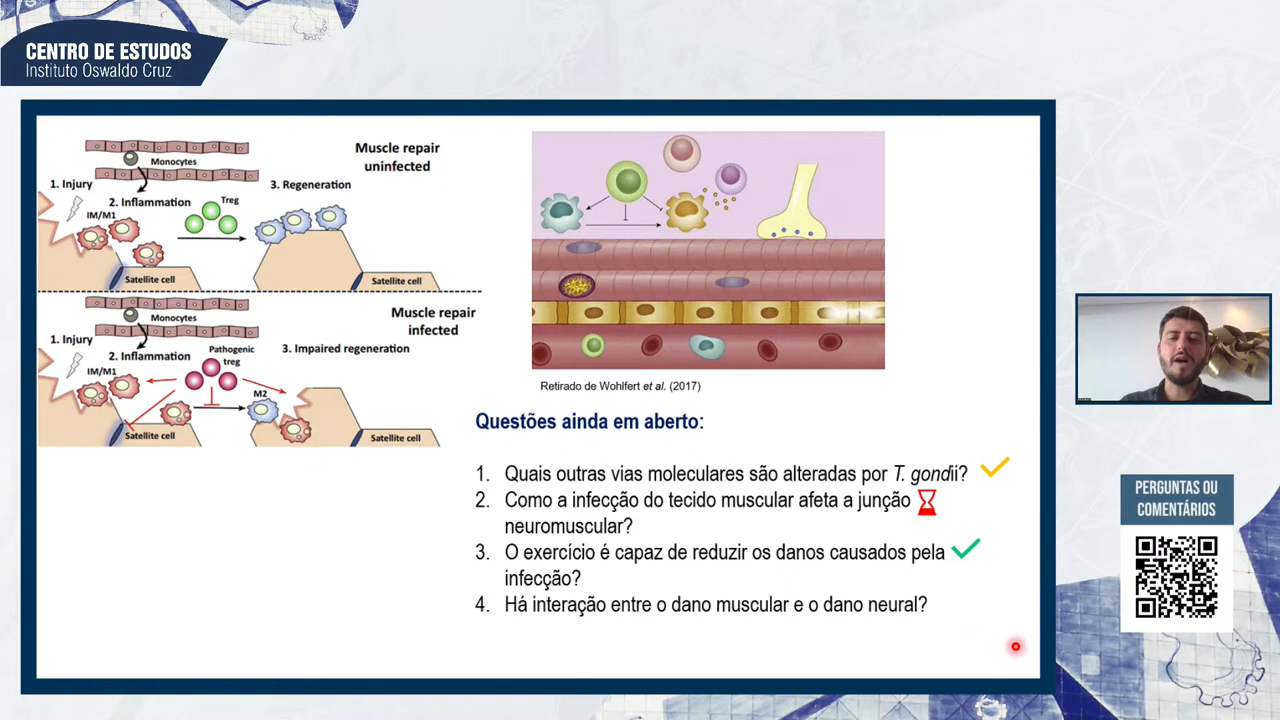 CENTRO DE ESTUDOS
Instituto Oswaldo Cruz
Muscle repair
uninfected
Monocytes
1. Injury
3. Regeneration
2. Inflammation
Treg
IM/M1
Satellite cell
Satellite cell
Muscle repair
infected
Monocytes
1. Injury
2. Inflammation
Pathogenic
treg
3. Impaired regeneration
IM/M1
M2
Satellite cell
Satellite cell
Retirado de Wohlfert et al. (2017)
Questões ainda em aberto:
1. Quais outras vias moleculares são alteradas por T. gondii?
2. Como a infecção do tecido muscular afeta a junção
neuromuscular?
3. O exercício é capaz de reduzir os danos causados pela
infecção?
4. Há interação entre o dano muscular e o dano neural?
PERGUNTAS OU
COMENTÁRIOS